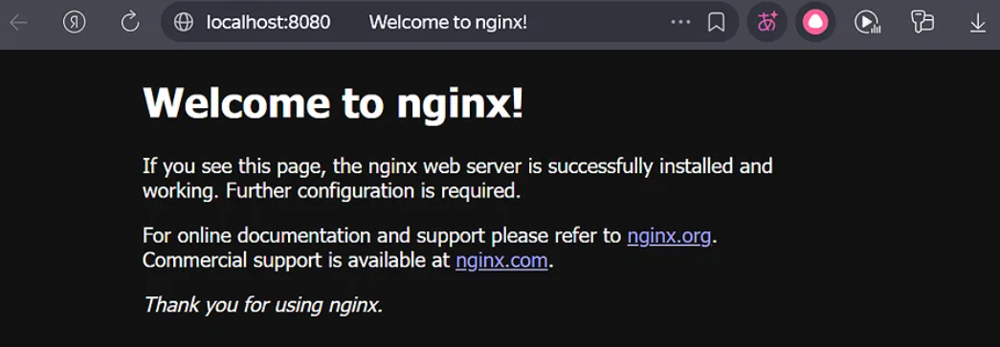 Я localhost:8080 Welcome to nginx! ... あ
Welcome to nginx!
If you see this page, the nginx web server is successfully installed and
working. Further configuration is required.
For online documentation and support please refer to nginx.org.
Commercial support is available at nginx.com.
Thank you for using nginx.